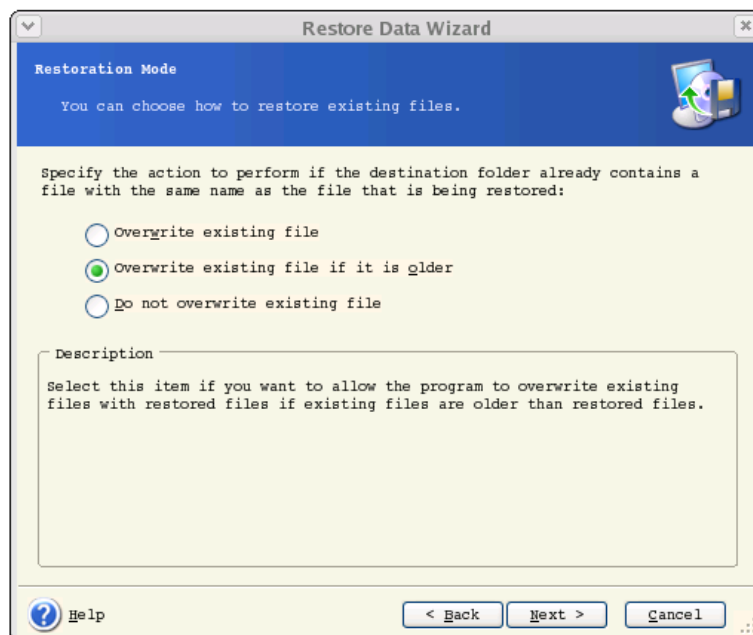 Restore Data Wizard
Restoration Mode
You can choose how to restore existing files.
Specify the action to perform if the destination folder already contains a
file with the same name as the file that is being restored:
Overwrite existing file
Overwrite existing file if it is older
Do not overwrite existing file
Description
Select this item if you want to allow the program to overwrite existing
files with restored files if existing files are older than restored files.
Help
< Back
Next >
Cancel